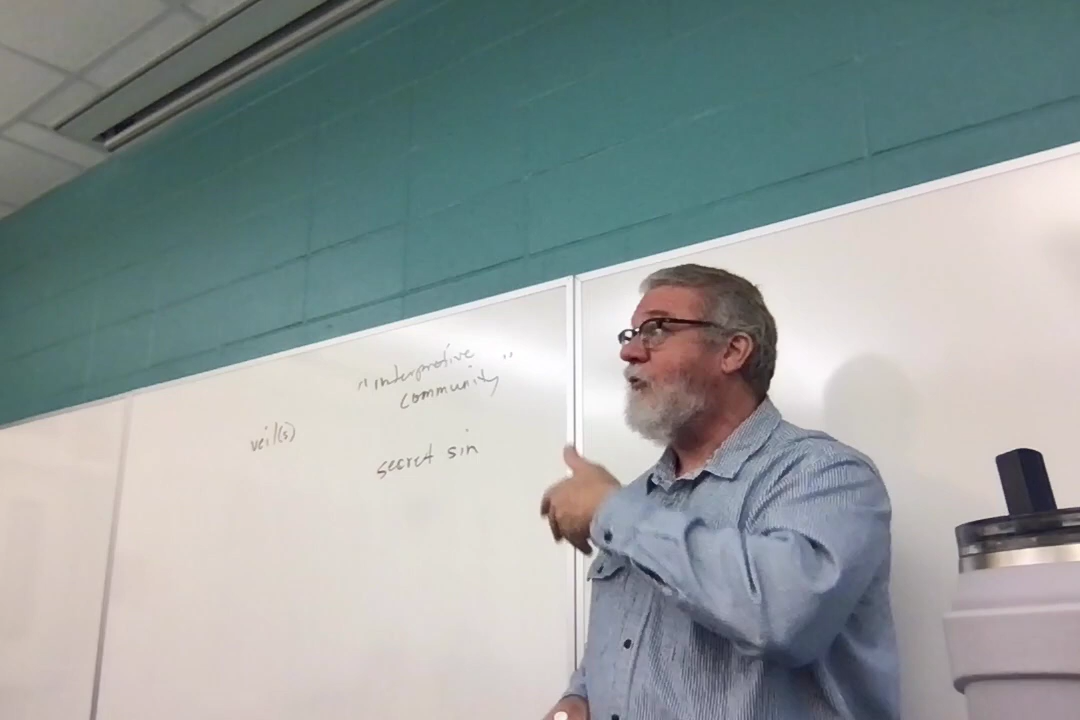 "interpretive
community"
veil(s)
secret sin